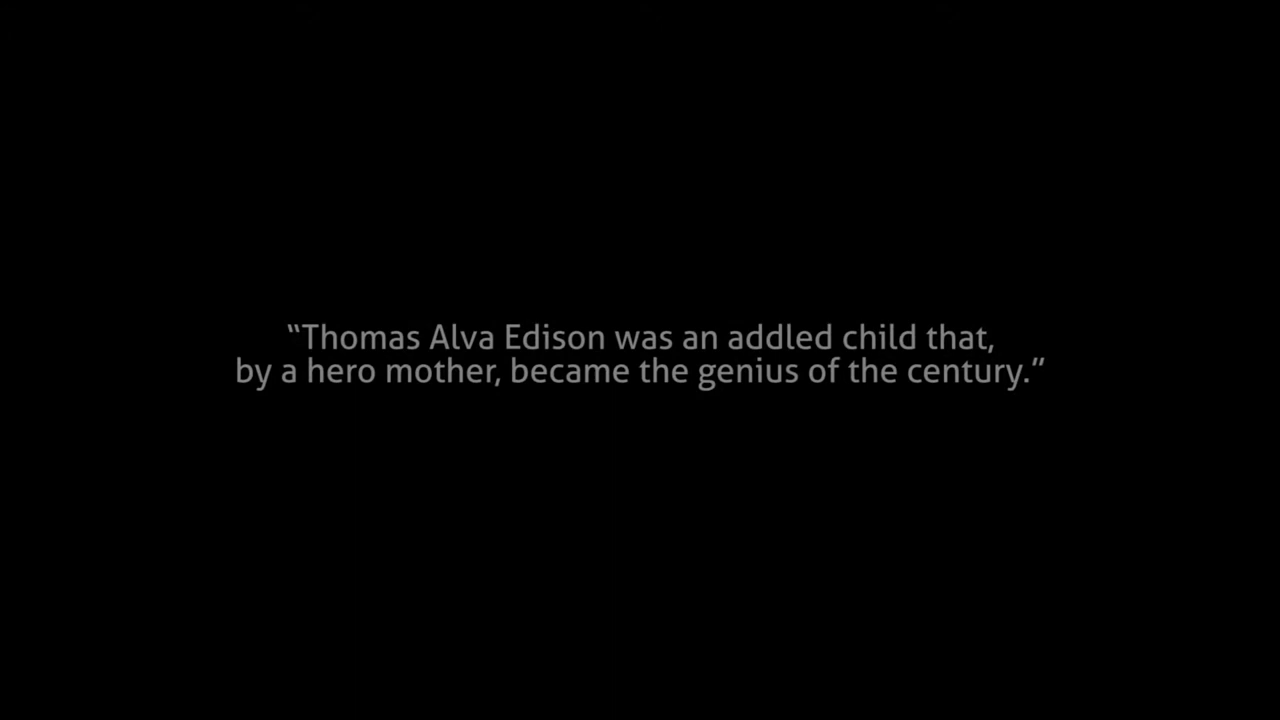 “Thomas Alva Edison was an addled child that,
by a hero mother, became the genius of the century.”